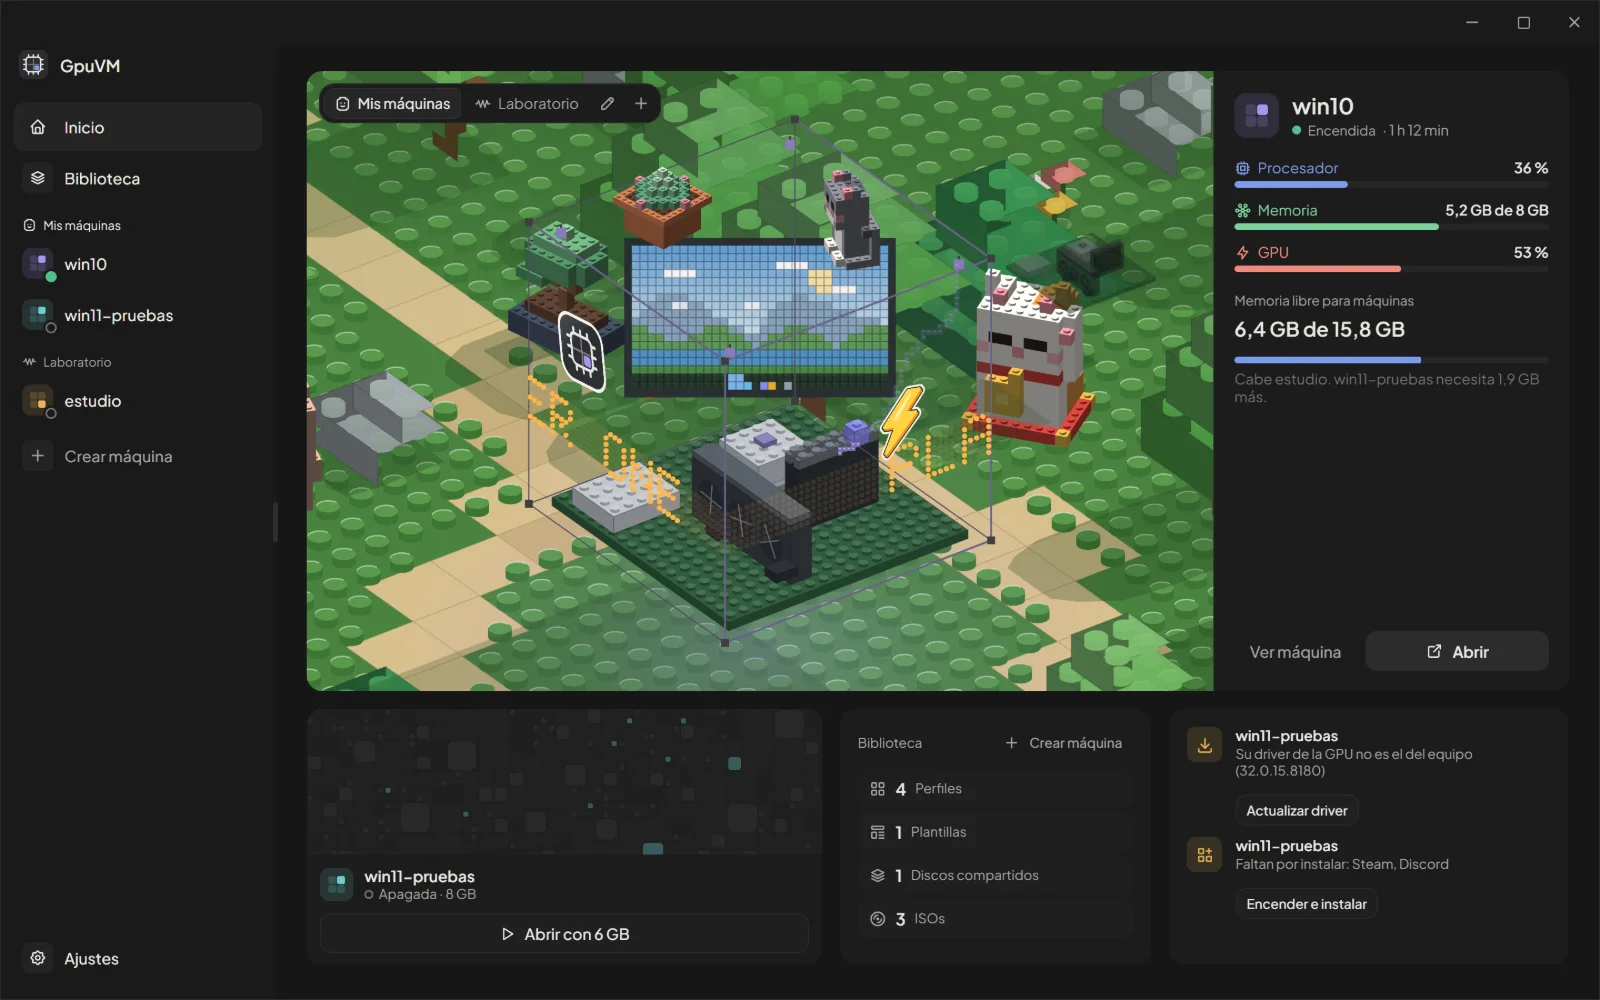 GpuVM
Inicio
Biblioteca
Mis máquinas
win10
win11-pruebas
Laboratorio
estudio
Crear máquina
Ajustes
Mis máquinas
Laboratorio
win10
Encendida · 1 h 12 min
Procesador 36 %
Memoria 5,2 GB de 8 GB
GPU 53 %
Memoria libre para máquinas
6,4 GB de 15,8 GB
Cabe estudio. win11-pruebas necesita 1,9 GB
más.
Ver máquina
Abrir
win11-pruebas
Apagada · 8 GB
Abrir con 6 GB
Biblioteca
Crear máquina
4 Perfiles
1 Plantillas
1 Discos compartidos
3 ISOs
win11-pruebas
Su driver de la GPU no es el del equipo
(32.0.15.8180)
Actualizar driver
win11-pruebas
Faltan por instalar: Steam, Discord
Encender e instalar